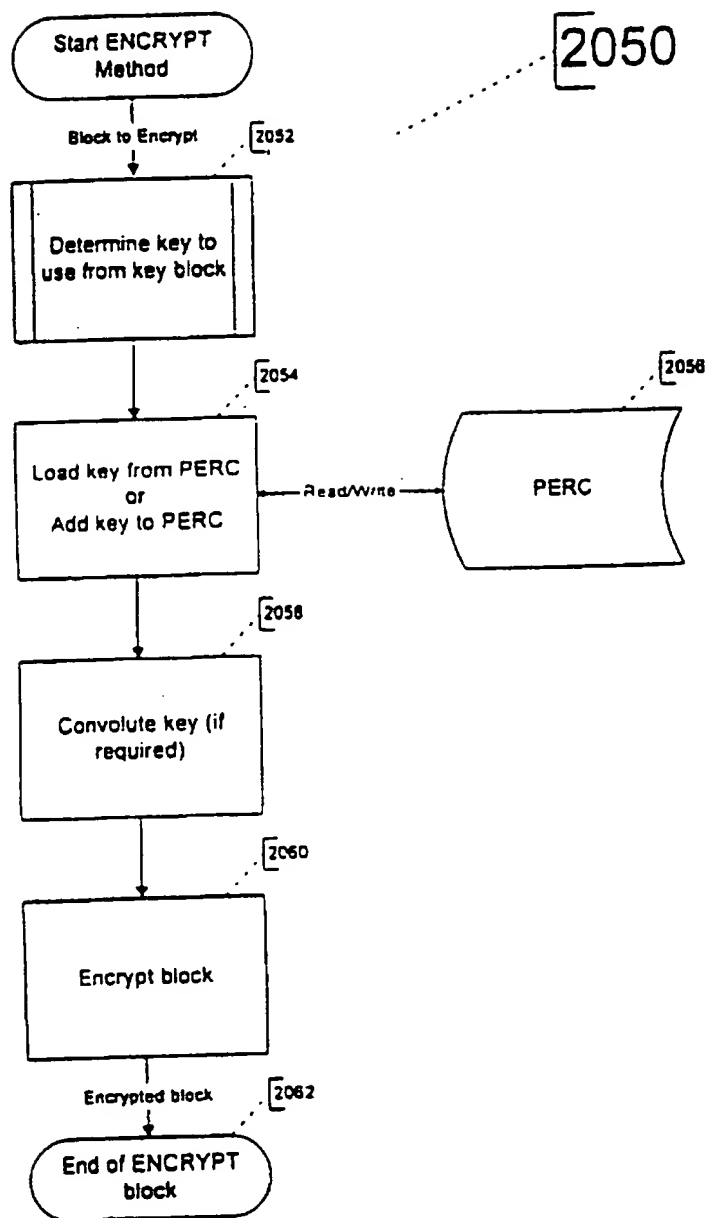 Start ENCRYPT
Method
2050
Block to Encrypt
2052
Determine key to
use from key block
2054
Load key from PERC
or
Add key to PERC
Read/Write
2056
PERC
2058
Convolute key (if
required)
2060
Encrypt block
Encrypted block
2062
End of ENCRYPT
block